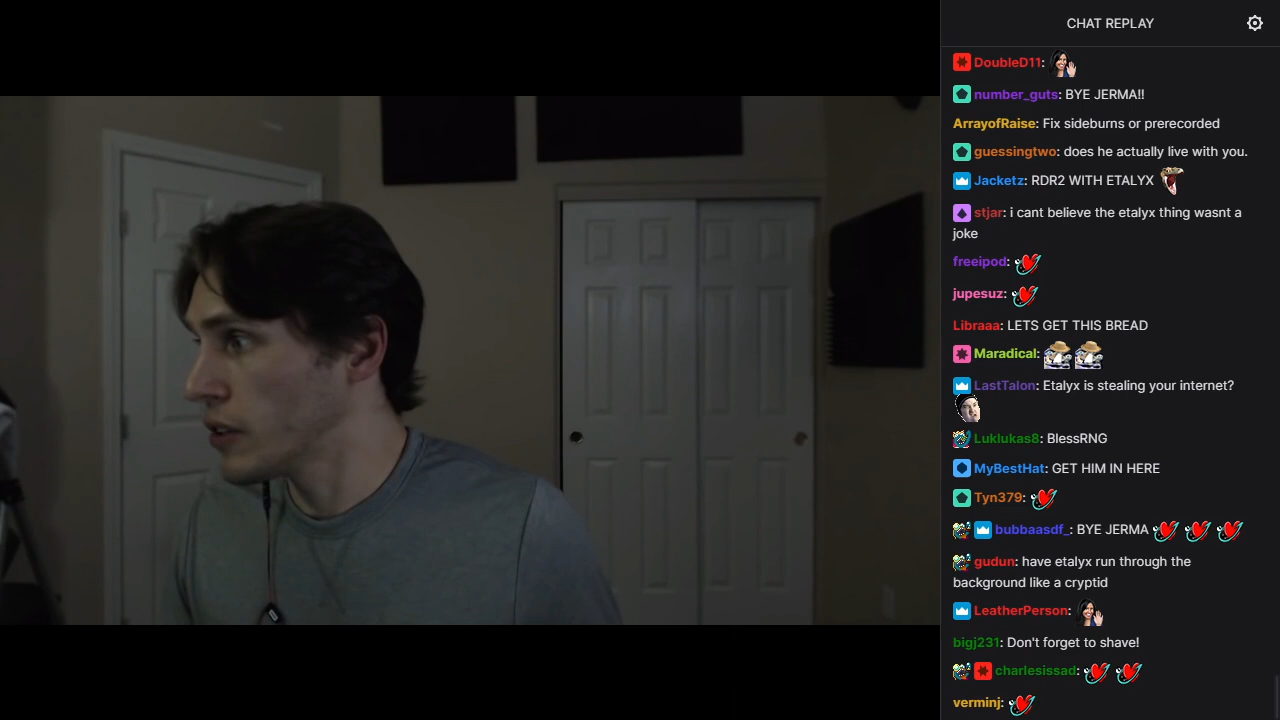 CHAT REPLAY
DoubleD11:
number_guts: BYE JERMA!!
ArrayofRaise: Fix sideburns or prerecorded
guessingtwo: does he actually live with you.
Jacketz: RDR2 WITH ETALYX
stjar: i cant believe the etalyx thing wasnt a
joke
freeipod:
jupesuz:
Libraaa: LETS GET THIS BREAD
Maradical:
LastTalon: Etalyx is stealing your internet?
Luklukas8: BlessRNG
MyBestHat: GET HIM IN HERE
Tyn379:
bubbaasdf_: BYE JERMA
gudun: have etalyx run through the
background like a cryptid
LeatherPerson:
bigj231: Don't forget to shave!
charlesissad:
verminj: